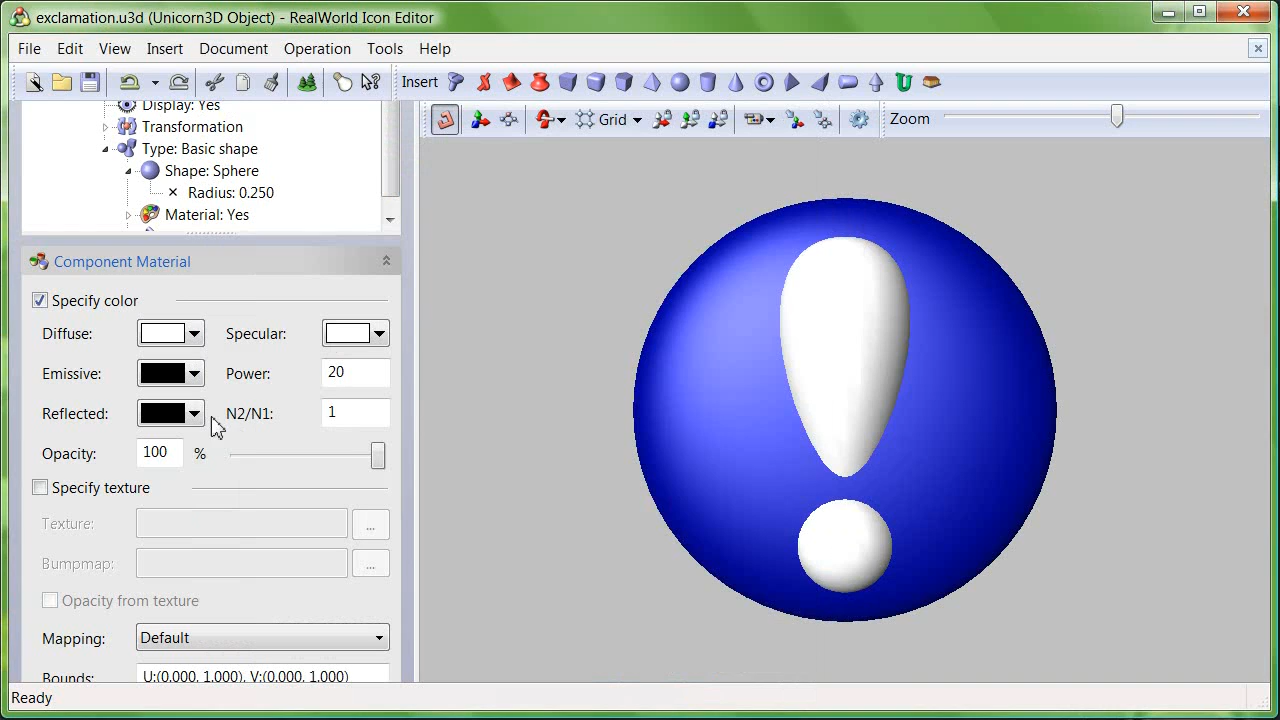 exclamation.u3d (Unicorn3D Object) - RealWorld Icon Editor
File Edit View Insert Document Operation Tools Help
Insert
Display: Yes
Grid
Zoom
Transformation
Type: Basic shape
Shape: Sphere
Radius: 0.250
Material: Yes
Component Material
Specify color
Diffuse: Specular:
Emissive: Power: 20
Reflected: N2/N1: 1
Opacity: 100 %
Specify texture
Texture: ...
Bumpmap: ...
Opacity from texture
Mapping: Default
Bounds: U:(0.000, 1.000), V:(0.000, 1.000)
Ready